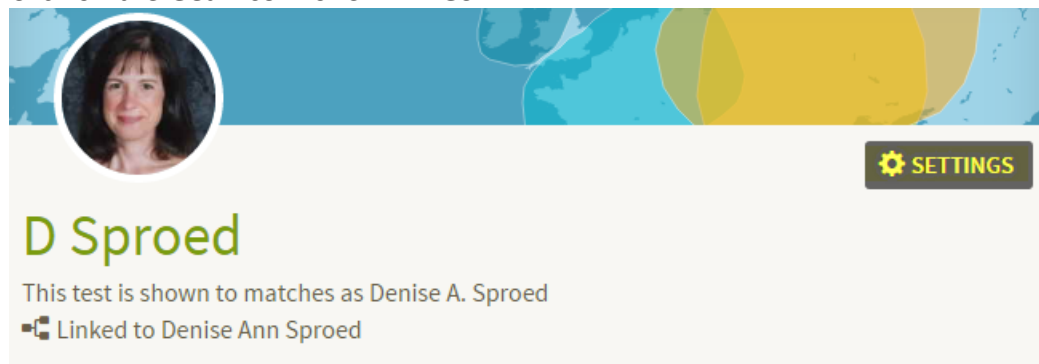 SETTINGS
D Sproed
This test is shown to matches as Denise A. Sproed
Linked to Denise Ann Sproed